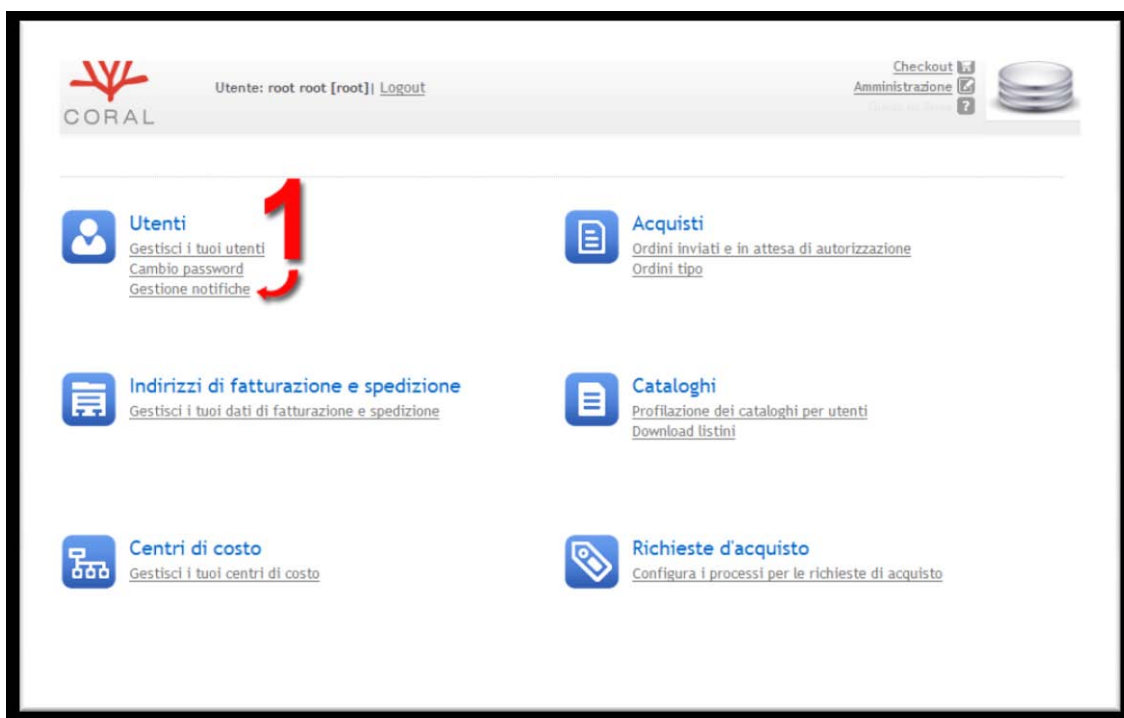 CORAL
Utente: root root [root]| Logout
Checkout
Amministrazione
?
1
Utenti
Gestisci i tuoi utenti
Cambio password
Gestione notifiche
Acquisti
Ordini inviati e in attesa di autorizzazione
Ordini tipo
Indirizzi di fatturazione e spedizione
Gestisci i tuoi dati di fatturazione e spedizione
Cataloghi
Profilazione dei cataloghi per utenti
Download listini
Centri di costo
Gestisci i tuoi centri di costo
Richieste d'acquisto
Configura i processi per le richieste di acquisto